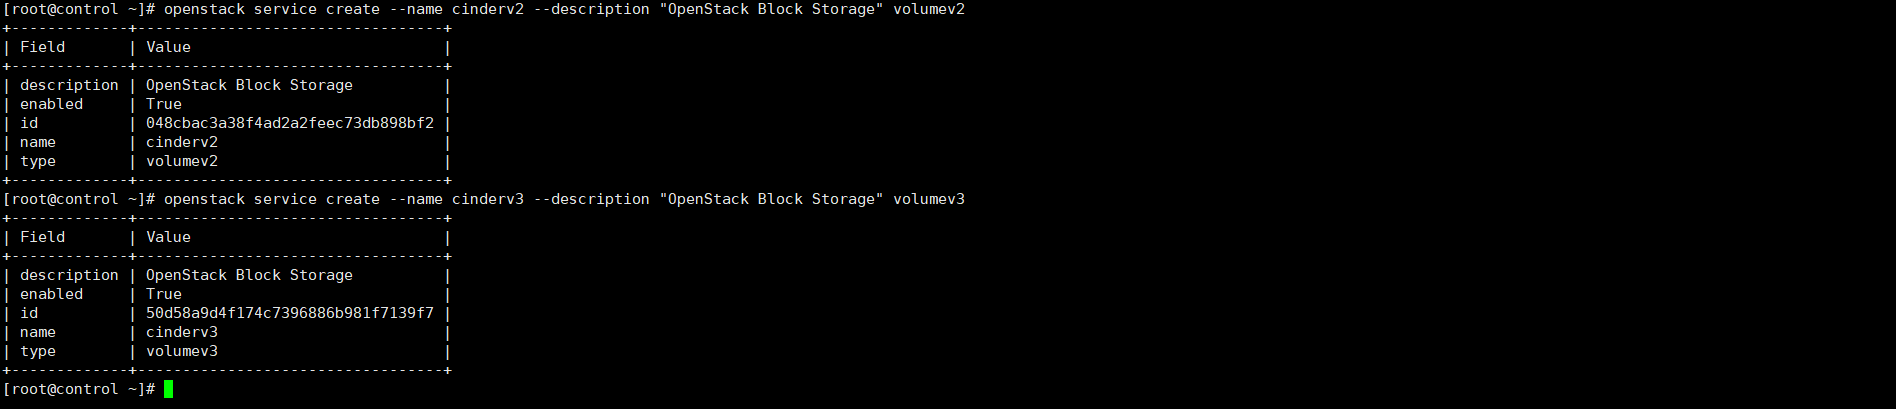 [root@control ~]# openstack service create --name cinderv2 --description "OpenStack Block Storage" volumev2
+-------------+----------------------------------+
| Field       | Value                            |
+-------------+----------------------------------+
| description | OpenStack Block Storage          |
| enabled     | True                             |
| id          | 048cbac3a38f4ad2a2feec73db898bf2 |
| name        | cinderv2                         |
| type        | volumev2                         |
+-------------+----------------------------------+
[root@control ~]# openstack service create --name cinderv3 --description "OpenStack Block Storage" volumev3
+-------------+----------------------------------+
| Field       | Value                            |
+-------------+----------------------------------+
| description | OpenStack Block Storage          |
| enabled     | True                             |
| id          | 50d58a9d4f174c7396886b981f7139f7 |
| name        | cinderv3                         |
| type        | volumev3                         |
+-------------+----------------------------------+
[root@control ~]#